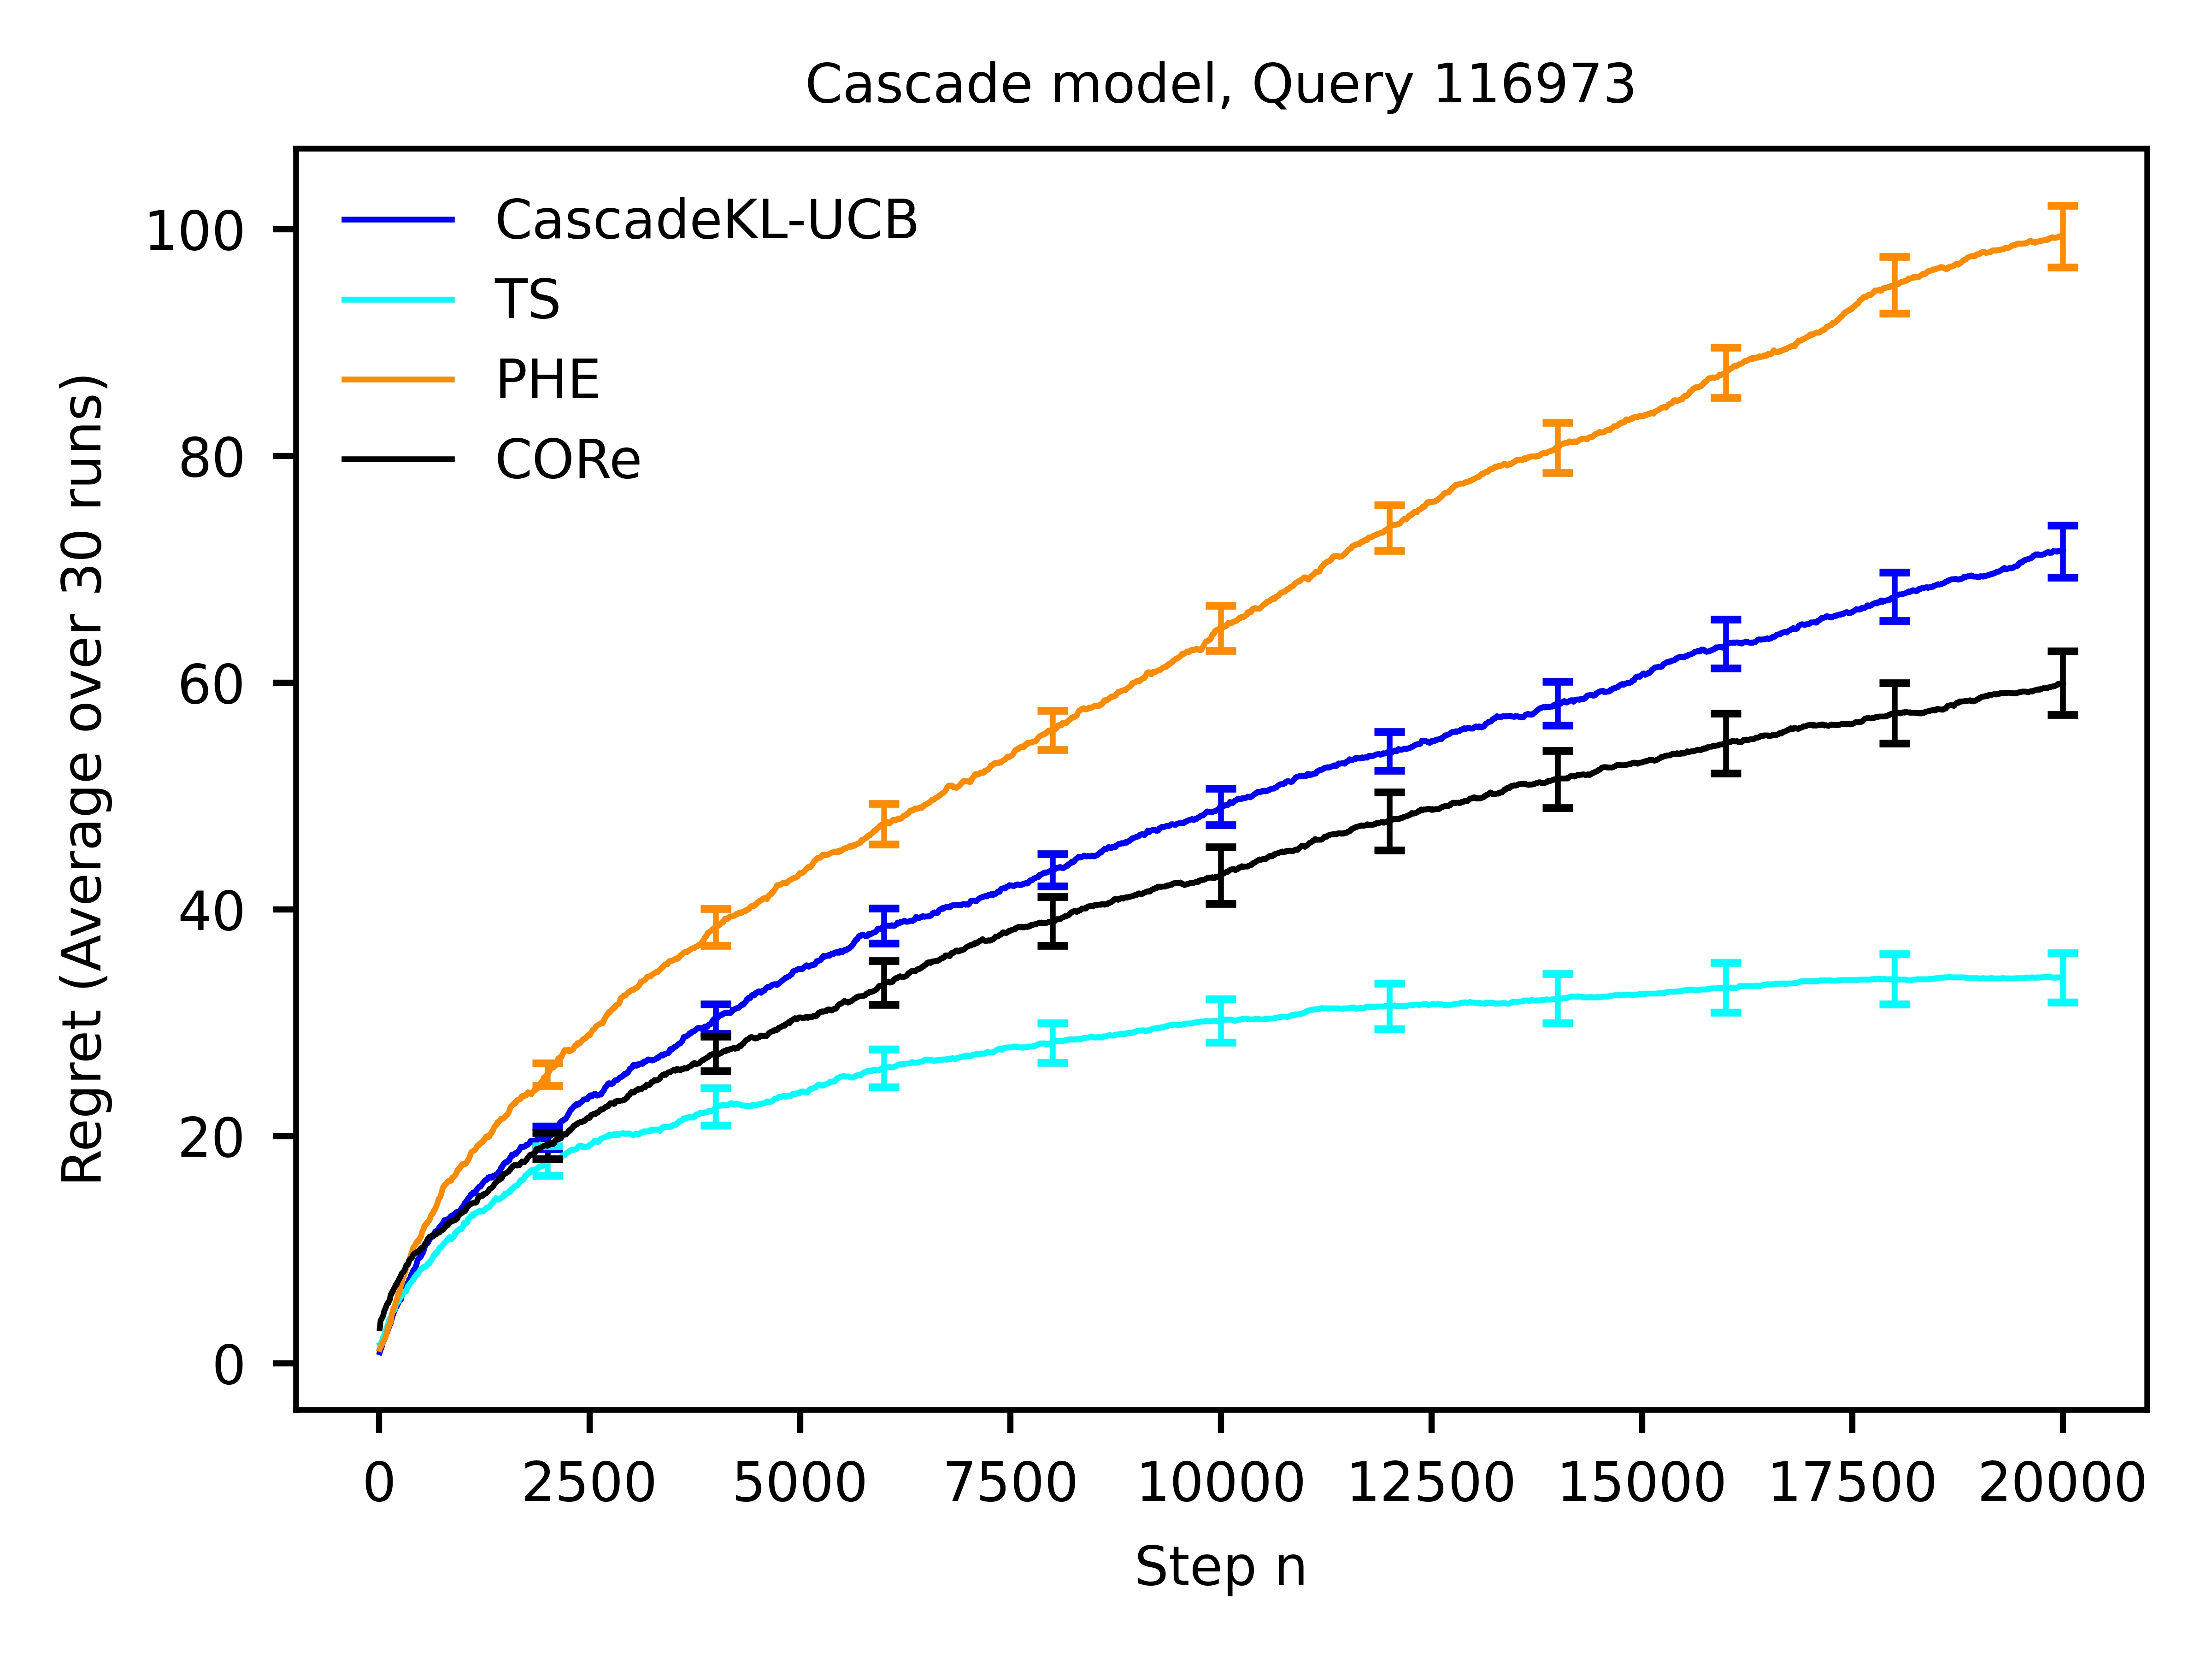 Cascade model, Query 116973
CascadeKL-UCB
TS
PHE
CORe
Regret (Average over 30 runs)
100
80
60
40
20
0
0 2500 5000 7500 10000 12500 15000 17500 20000
Step n